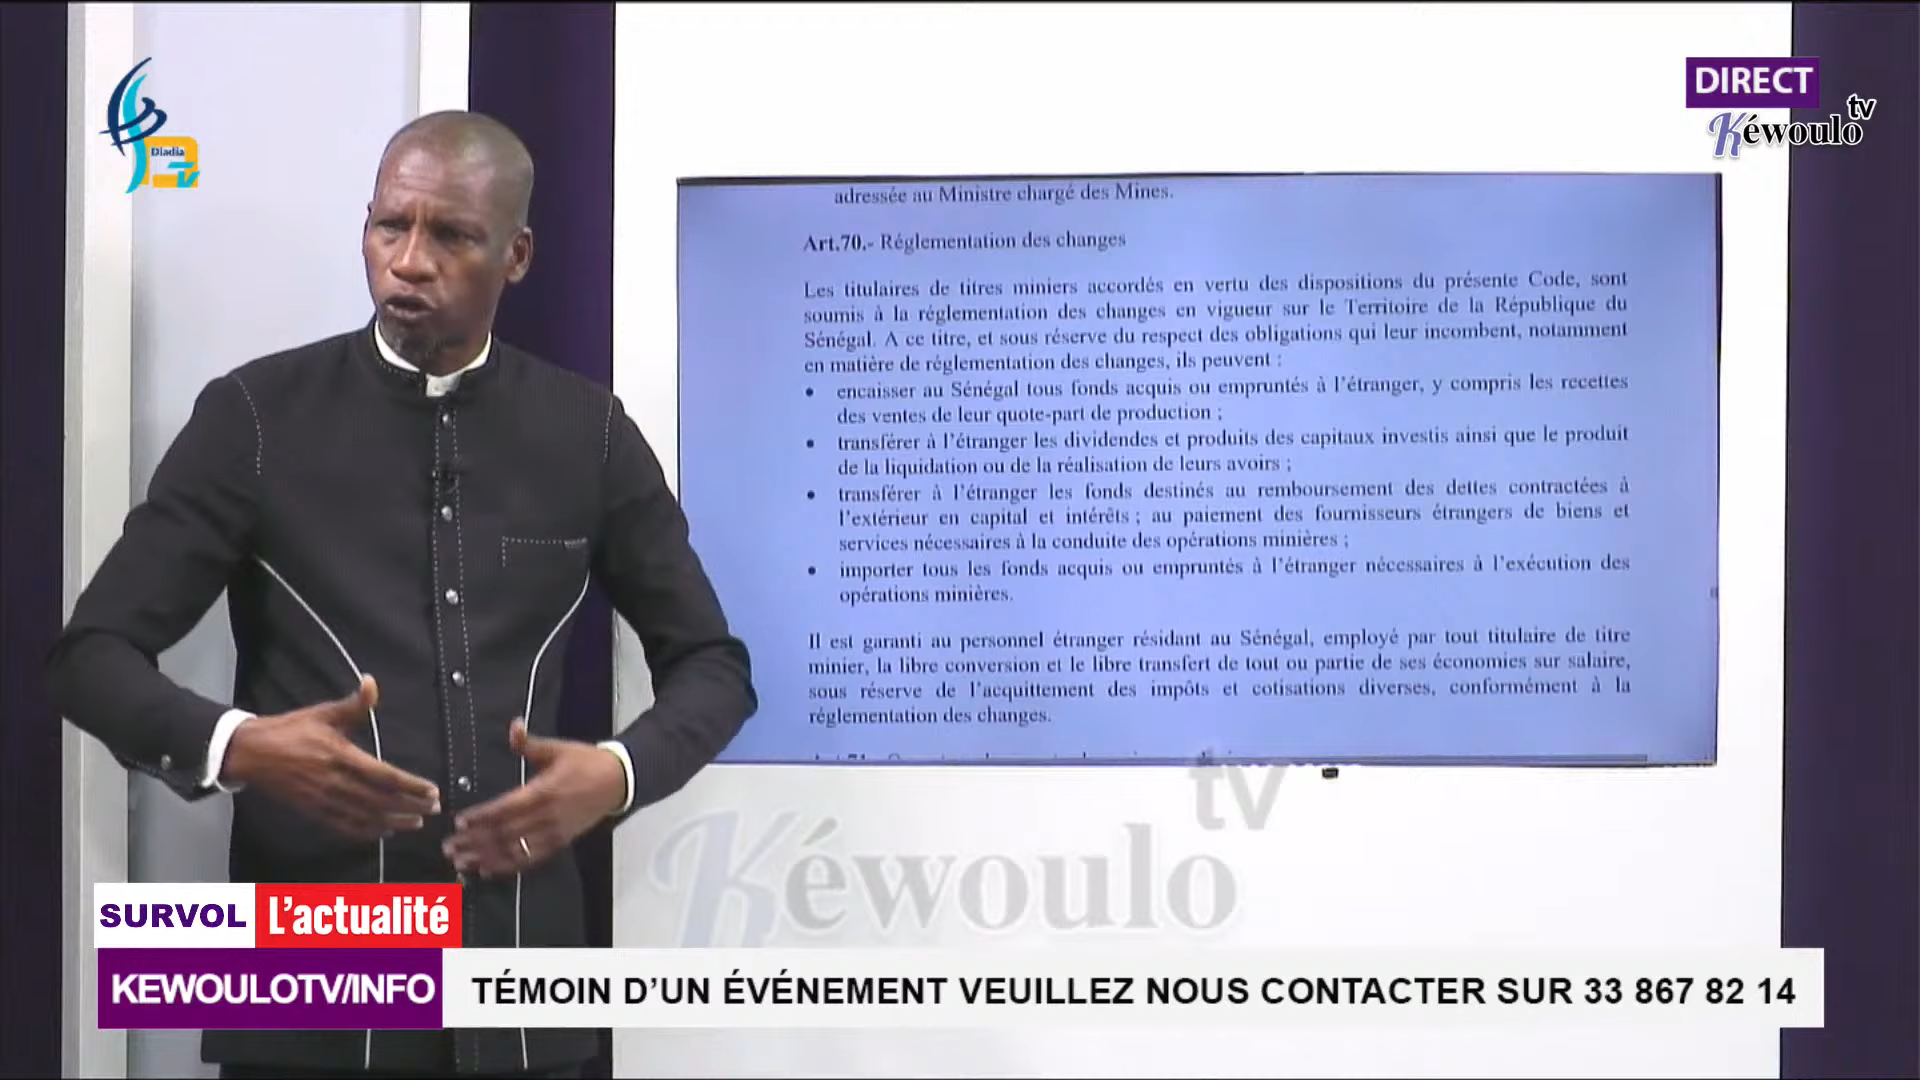 Diadia
TV
DIRECT
Kéwoulo tv
adressée au Ministre chargé des Mines.
Art.70.- Réglementation des changes
Les titulaires de titres miniers accordés en vertu des dispositions du présente Code, sont
soumis à la réglementation des changes en vigueur sur le Territoire de la République du
Sénégal. A ce titre, et sous réserve du respect des obligations qui leur incombent, notamment
en matière de réglementation des changes, ils peuvent :
• encaisser au Sénégal tous fonds acquis ou empruntés à l'étranger, y compris les recettes
des ventes de leur quote-part de production ;
• transférer à l'étranger les dividendes et produits des capitaux investis ainsi que le produit
de la liquidation ou de la réalisation de leurs avoirs ;
• transférer à l'étranger les fonds destinés au remboursement des dettes contractées à
l'extérieur en capital et intérêts ; au paiement des fournisseurs étrangers de biens et
services nécessaires à la conduite des opérations minières ;
• importer tous les fonds acquis ou empruntés à l'étranger nécessaires à l'exécution des
opérations minières.
Il est garanti au personnel étranger résidant au Sénégal, employé par tout titulaire de titre
minier, la libre conversion et le libre transfert de tout ou partie de ses économies sur salaire,
sous réserve de l'acquittement des impôts et cotisations diverses, conformément à la
réglementation des changes.
Kéwoulo tv
SURVOL L'actualité
KEWOULOTV/INFO TÉMOIN D'UN ÉVÉNEMENT VEUILLEZ NOUS CONTACTER SUR 33 867 82 14